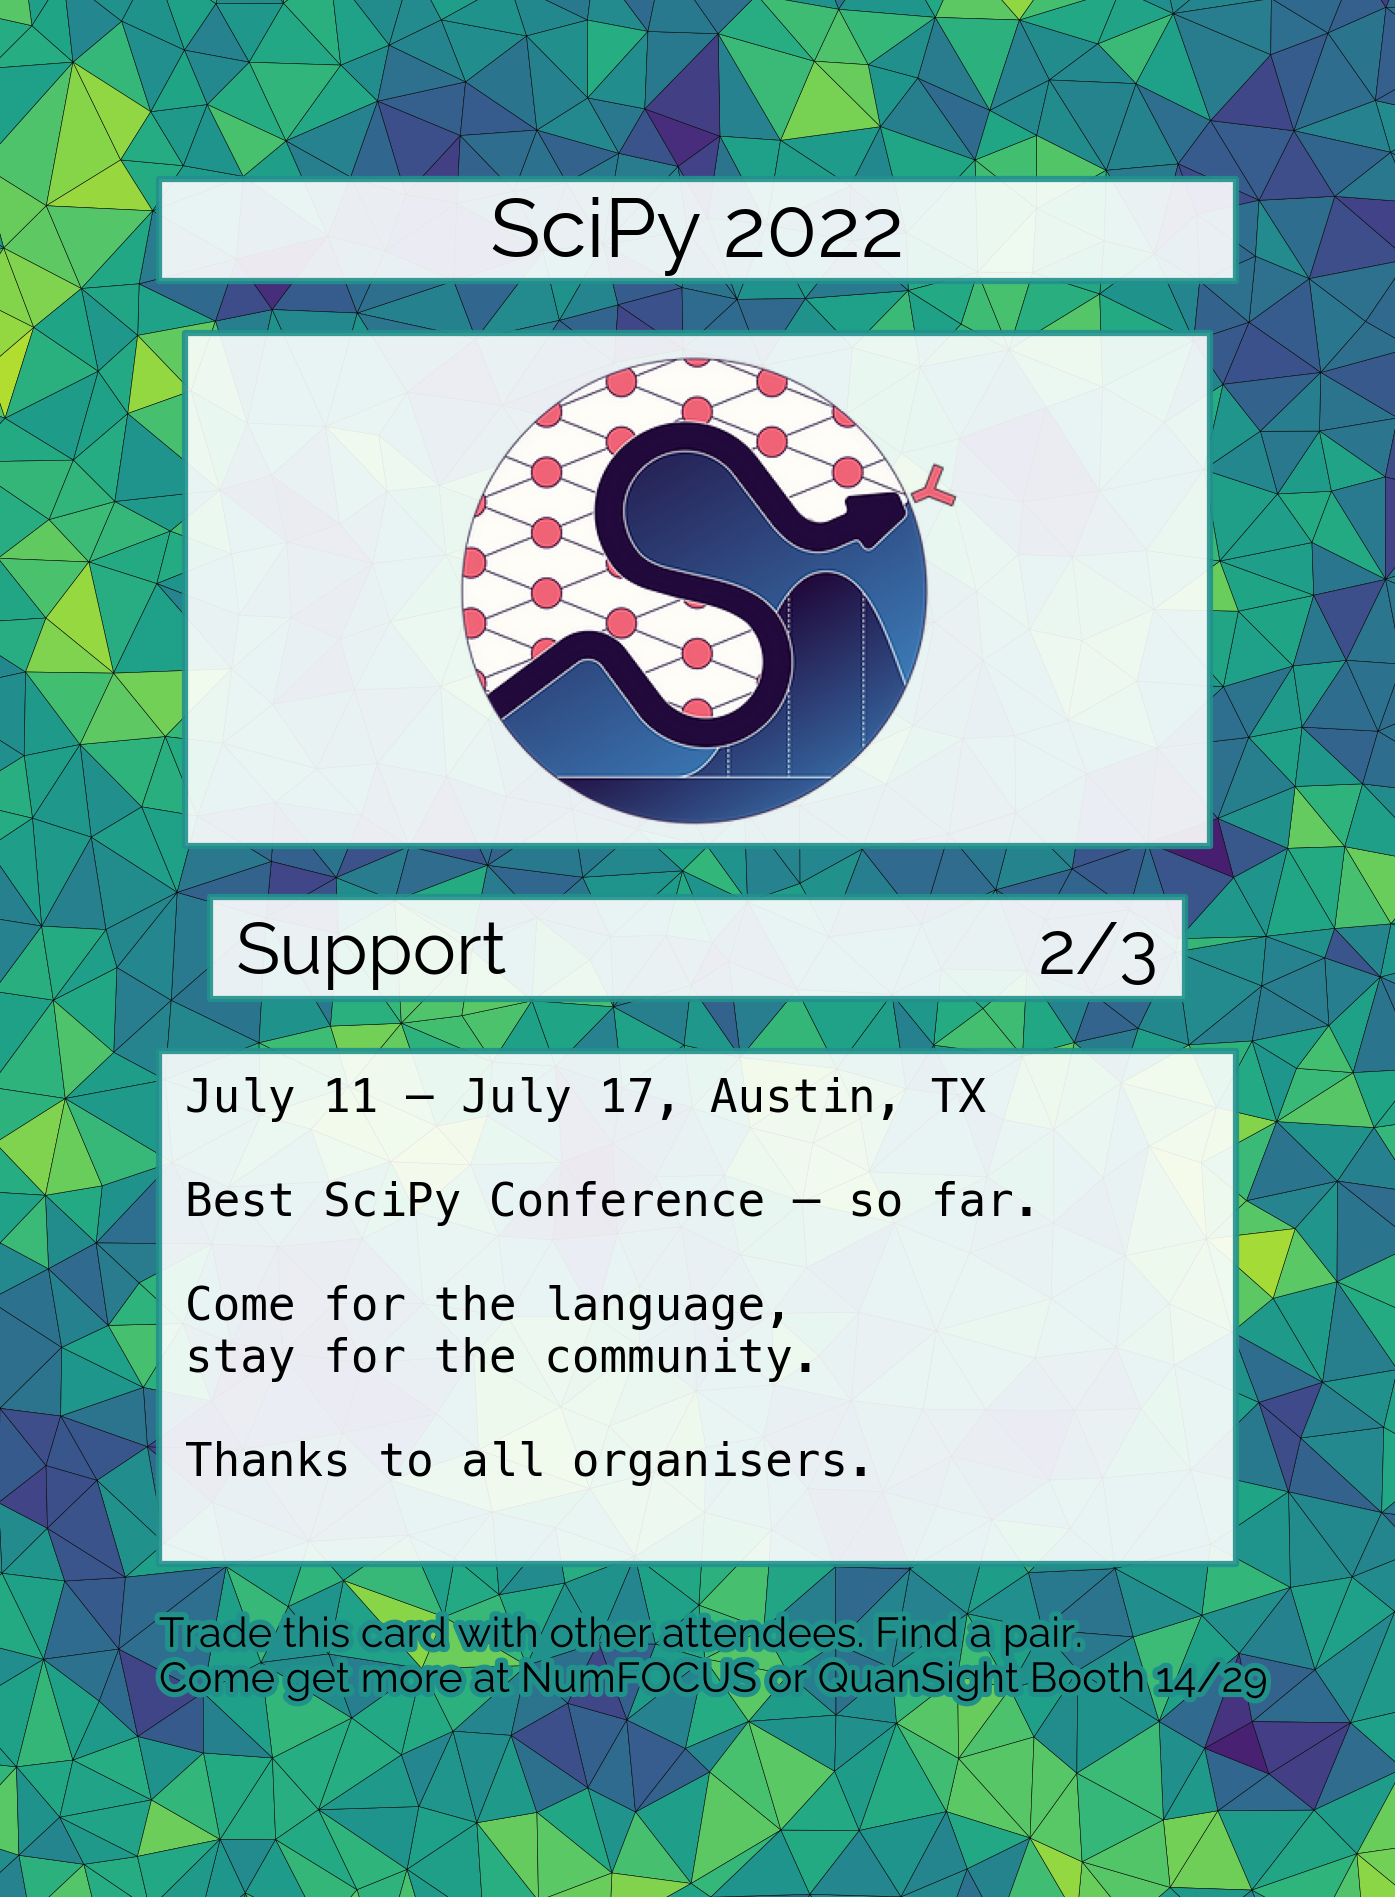 SciPy 2022
Support 2/3
July 11 – July 17, Austin, TX
Best SciPy Conference – so far.
Come for the language,
stay for the community.
Thanks to all organisers.
Trade this card with other attendees. Find a pair.
Come get more at NumFOCUS or QuanSight Booth 14/29